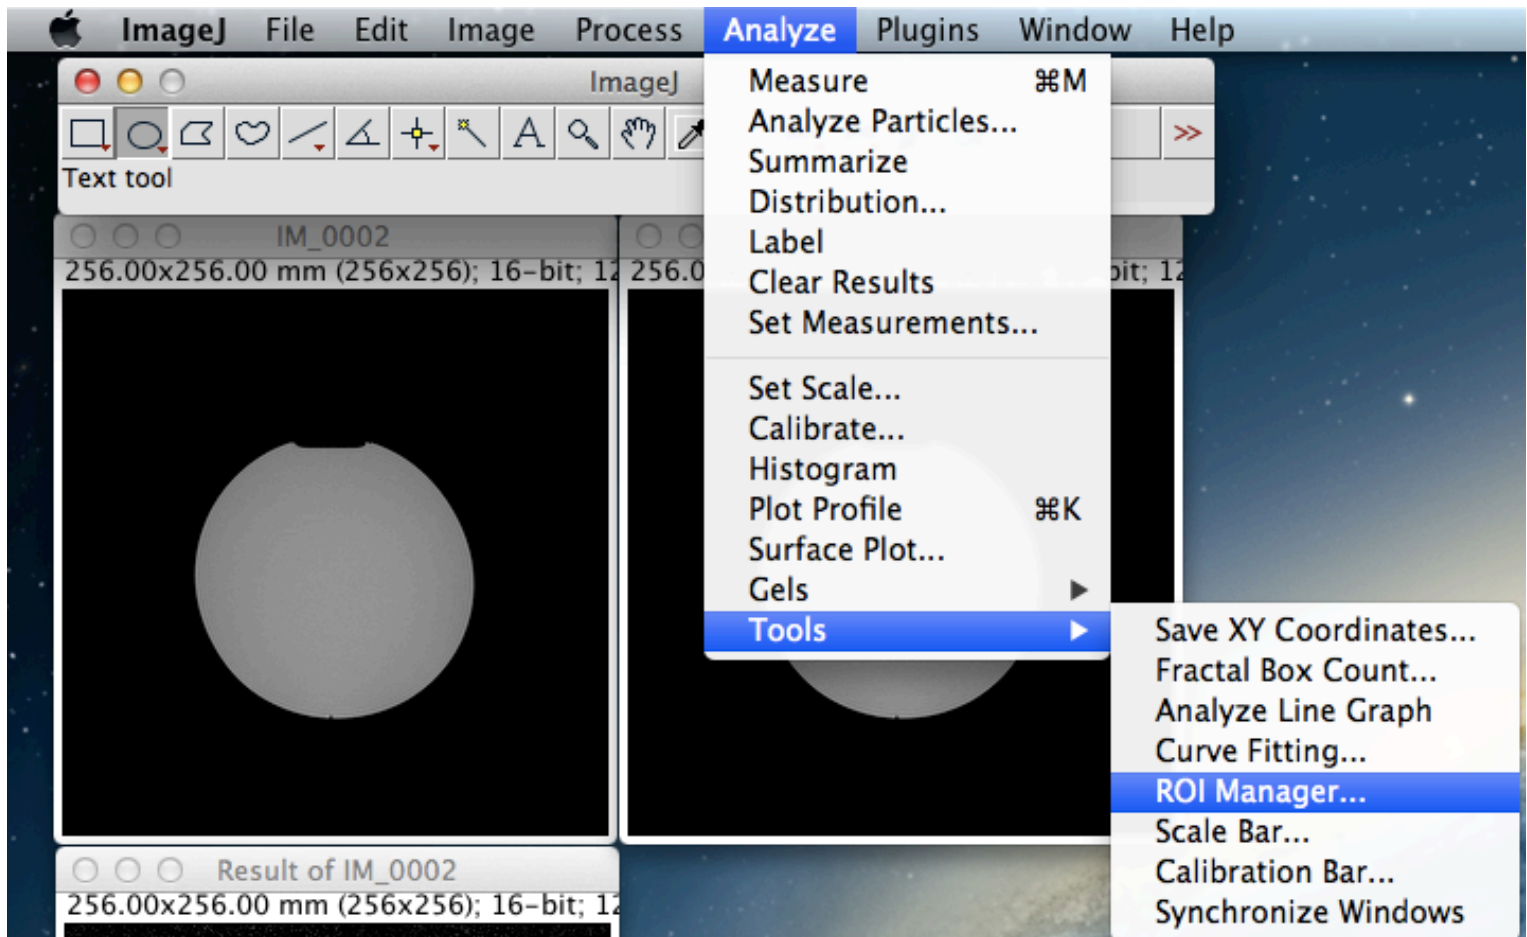 ImageJ File Edit Image Process Analyze Plugins Window Help
ImageJ
Text tool
Measure ⌘M
Analyze Particles...
Summarize
Distribution...
Label
Clear Results
Set Measurements...
Set Scale...
Calibrate...
Histogram
Plot Profile ⌘K
Surface Plot...
Gels
Tools
Save XY Coordinates...
Fractal Box Count...
Analyze Line Graph
Curve Fitting...
ROI Manager...
Scale Bar...
Calibration Bar...
Synchronize Windows
IM_0002
256.00x256.00 mm (256x256); 16-bit; 12
256.0
bit; 12
Result of IM_0002
256.00x256.00 mm (256x256); 16-bit; 12